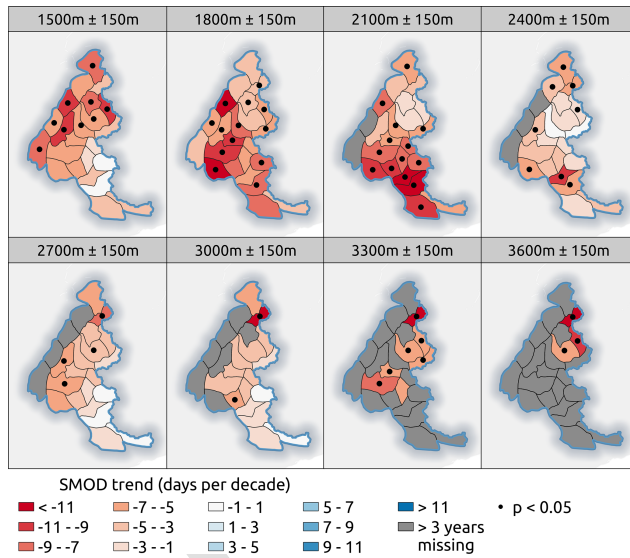 1500m ± 150m 1800m ± 150m 2100m ± 150m 2400m ± 150m
2700m ± 150m 3000m ± 150m 3300m ± 150m 3600m ± 150m
SMOD trend (days per decade)
< -11 -7 - -5 -1 - 1 5 - 7 > 11 • p < 0.05
-11 - -9 -5 - -3 1 - 3 7 - 9 > 3 years
-9 - -7 -3 - -1 3 - 5 9 - 11 missing